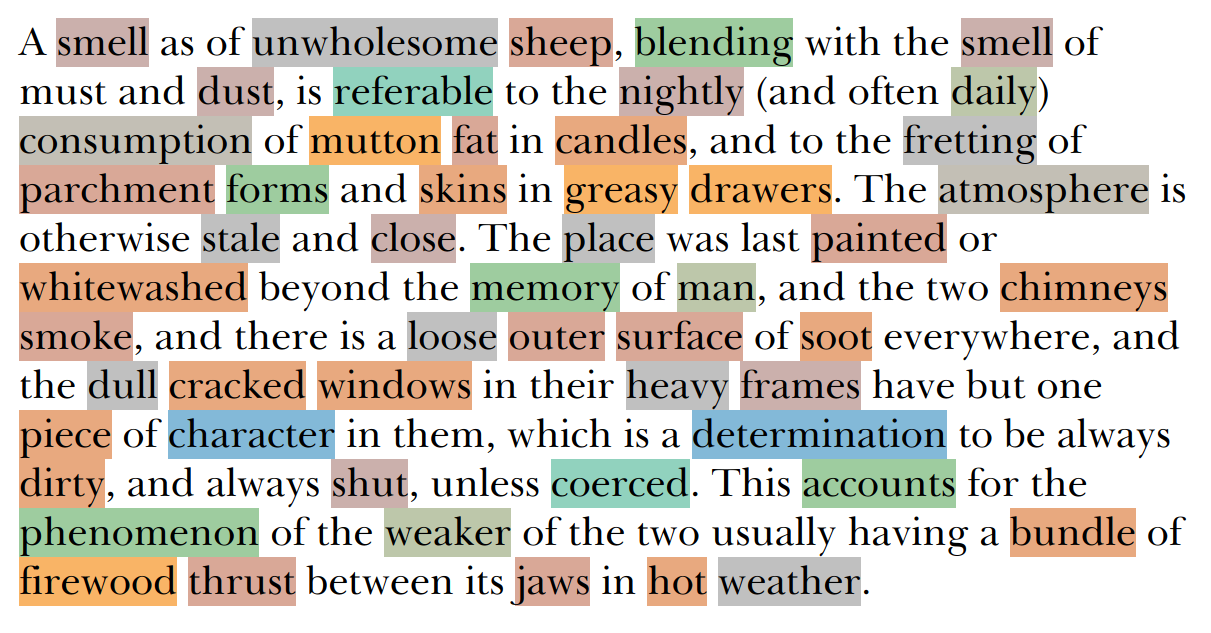 A smell as of unwholesome sheep, blending with the smell of
must and dust, is referable to the nightly (and often daily)
consumption of mutton fat in candles, and to the fretting of
parchment forms and skins in greasy drawers. The atmosphere is
otherwise stale and close. The place was last painted or
whitewashed beyond the memory of man, and the two chimneys
smoke, and there is a loose outer surface of soot everywhere, and
the dull cracked windows in their heavy frames have but one
piece of character in them, which is a determination to be always
dirty, and always shut, unless coerced. This accounts for the
phenomenon of the weaker of the two usually having a bundle of
firewood thrust between its jaws in hot weather.